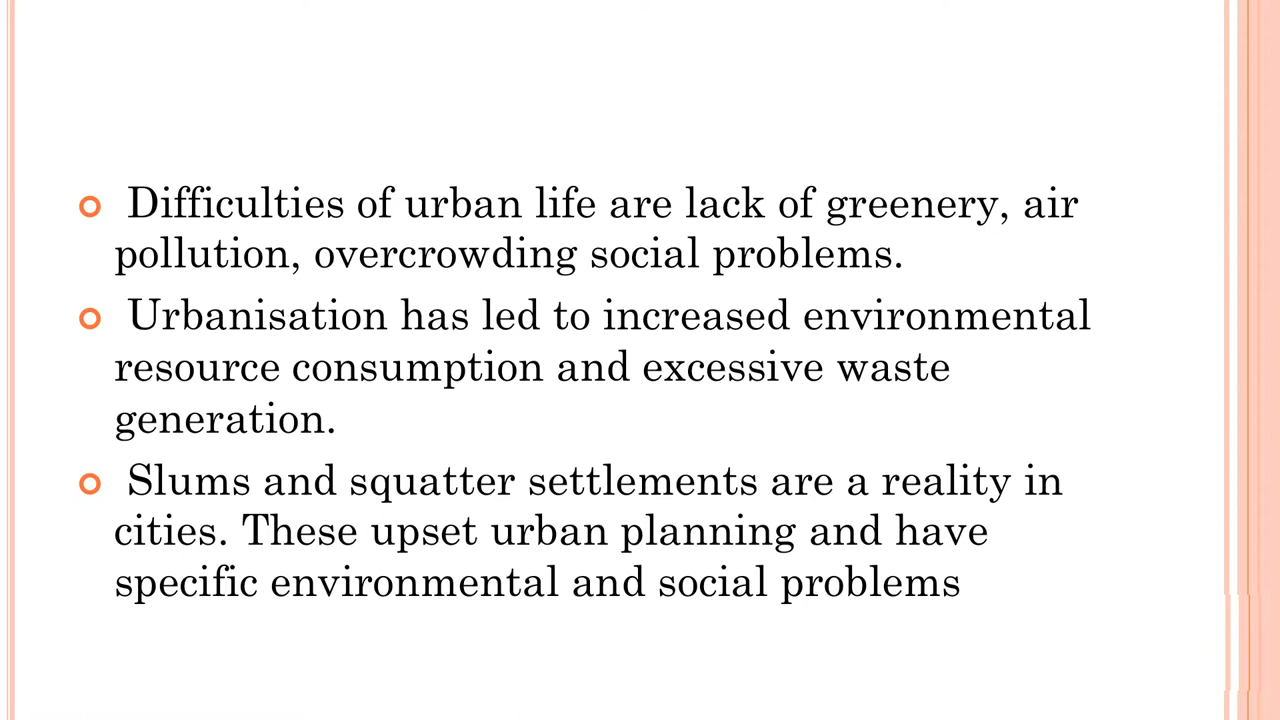 Difficulties of urban life are lack of greenery, air
pollution, overcrowding social problems.
Urbanisation has led to increased environmental
resource consumption and excessive waste
generation.
Slums and squatter settlements are a reality in
cities. These upset urban planning and have
specific environmental and social problems